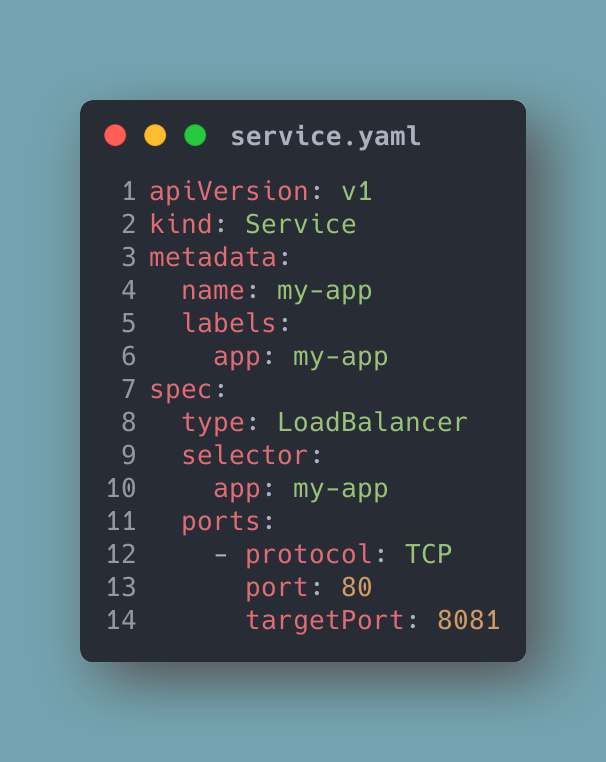 service.yaml
1 apiVersion: v1
2 kind: Service
3 metadata:
4   name: my-app
5   labels:
6     app: my-app
7 spec:
8   type: LoadBalancer
9   selector:
10     app: my-app
11   ports:
12     - protocol: TCP
13       port: 80
14       targetPort: 8081